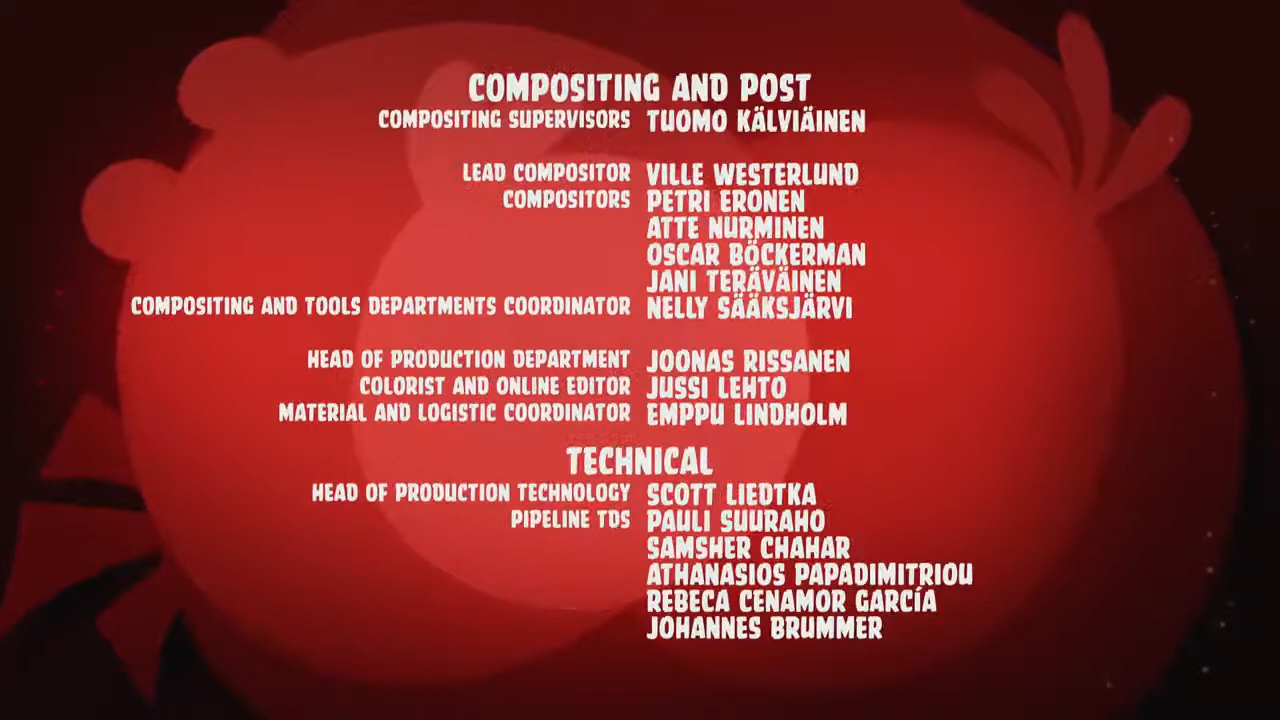 COMPOSITING AND POST
COMPOSITING SUPERVISORS TUOMO KÄLVIÄINEN
LEAD COMPOSITOR VILLE WESTERLUND
COMPOSITORS PETRI ERONEN
ATTE NURMINEN
OSCAR BÖCKERMAN
JANI TERÄVÄINEN
COMPOSITING AND TOOLS DEPARTMENTS COORDINATOR NELLY SÄÄKSJÄRVI
HEAD OF PRODUCTION DEPARTMENT JOONAS RISSANEN
COLORIST AND ONLINE EDITOR JUSSI LEHTO
MATERIAL AND LOGISTIC COORDINATOR EMPPU LINDHOLM
TECHNICAL
HEAD OF PRODUCTION TECHNOLOGY SCOTT LIEDTKA
PIPELINE TDS PAULI SUURAHO
SAMSHER CHAHAR
ATHANASIOS PAPADIMITRIOU
REBECA CENAMOR GARCÍA
JOHANNES BRUMMER